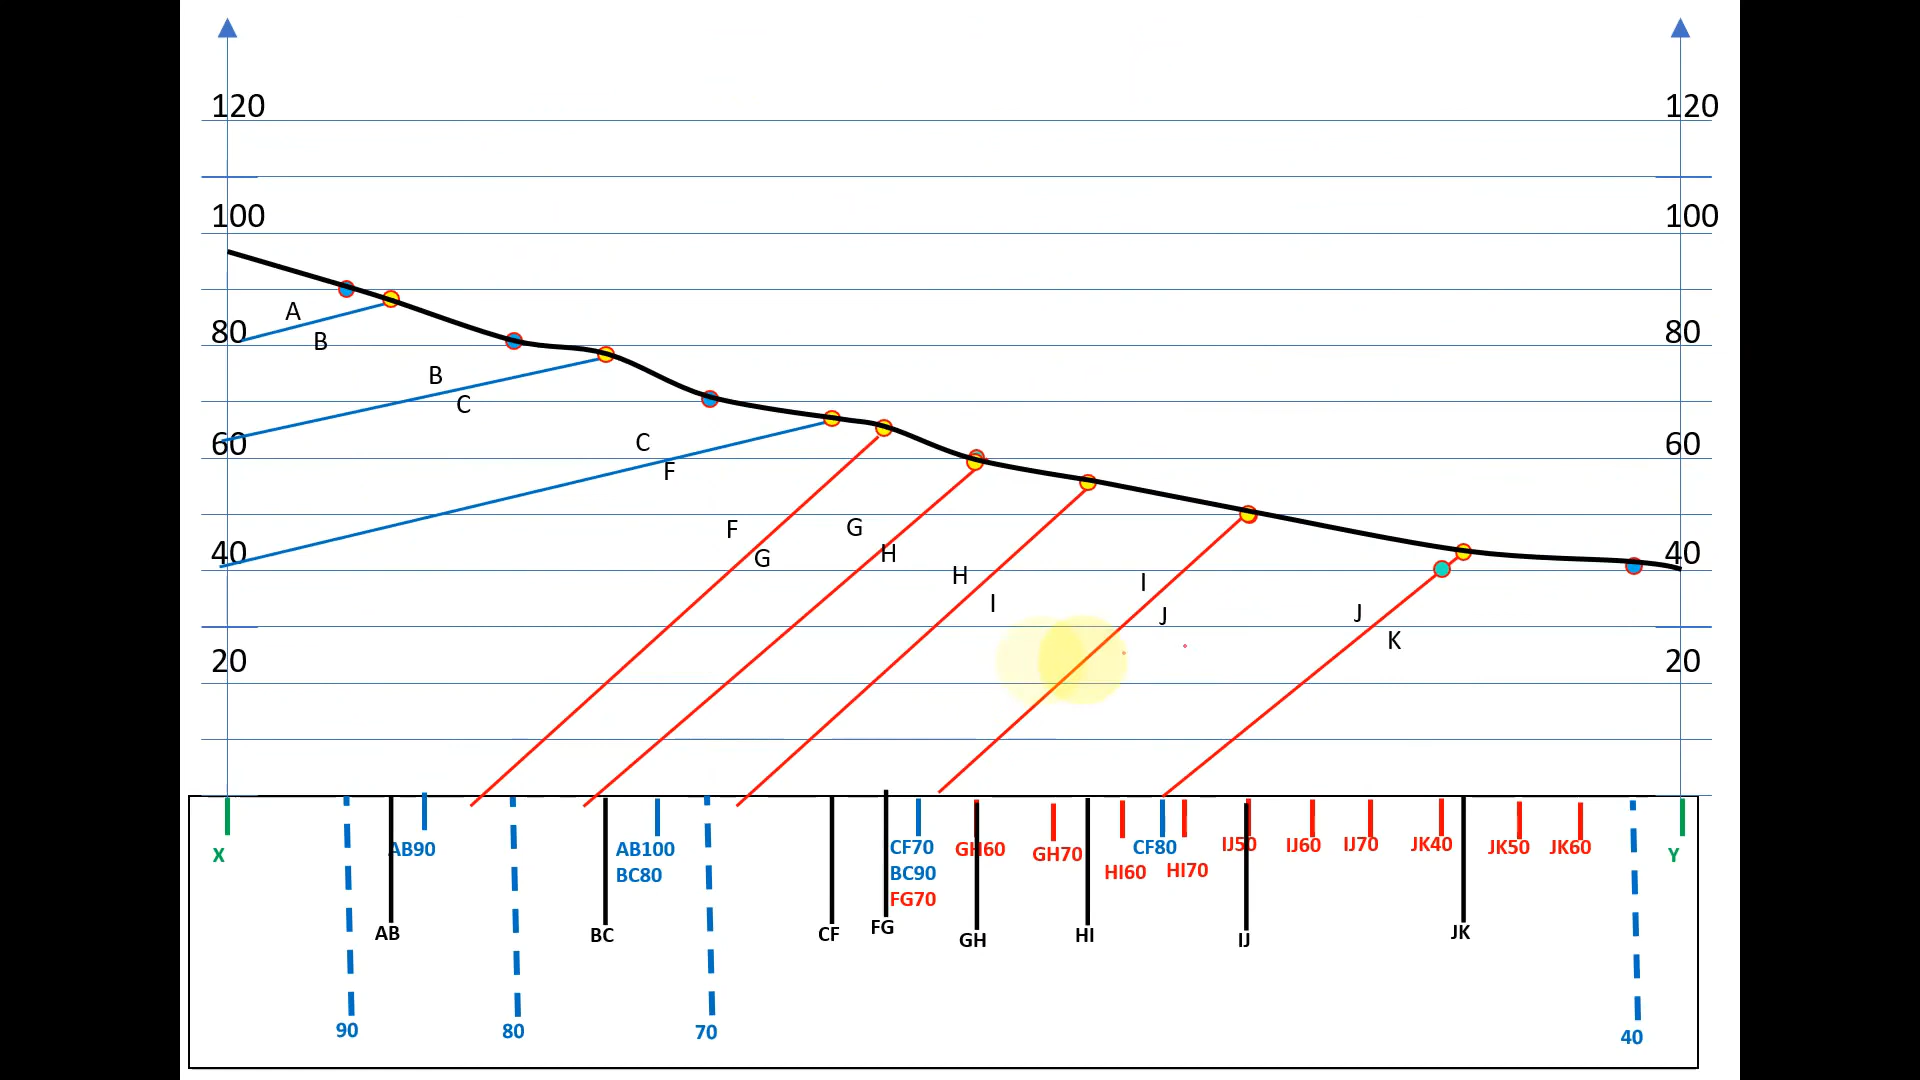 120 120
100 100
A
80 B 80
B
C
60 C 60
F
F G
G H
40 H 40
I I
J J
K
20 20
X AB90 AB100 CF70 GH60 GH70 CF80 IJ50 IJ60 IJ70 JK40 JK50 JK60 Y
BC80 BC90 HI60 HI70
FG70
AB BC CF FG GH HI IJ JK
90 80 70 40